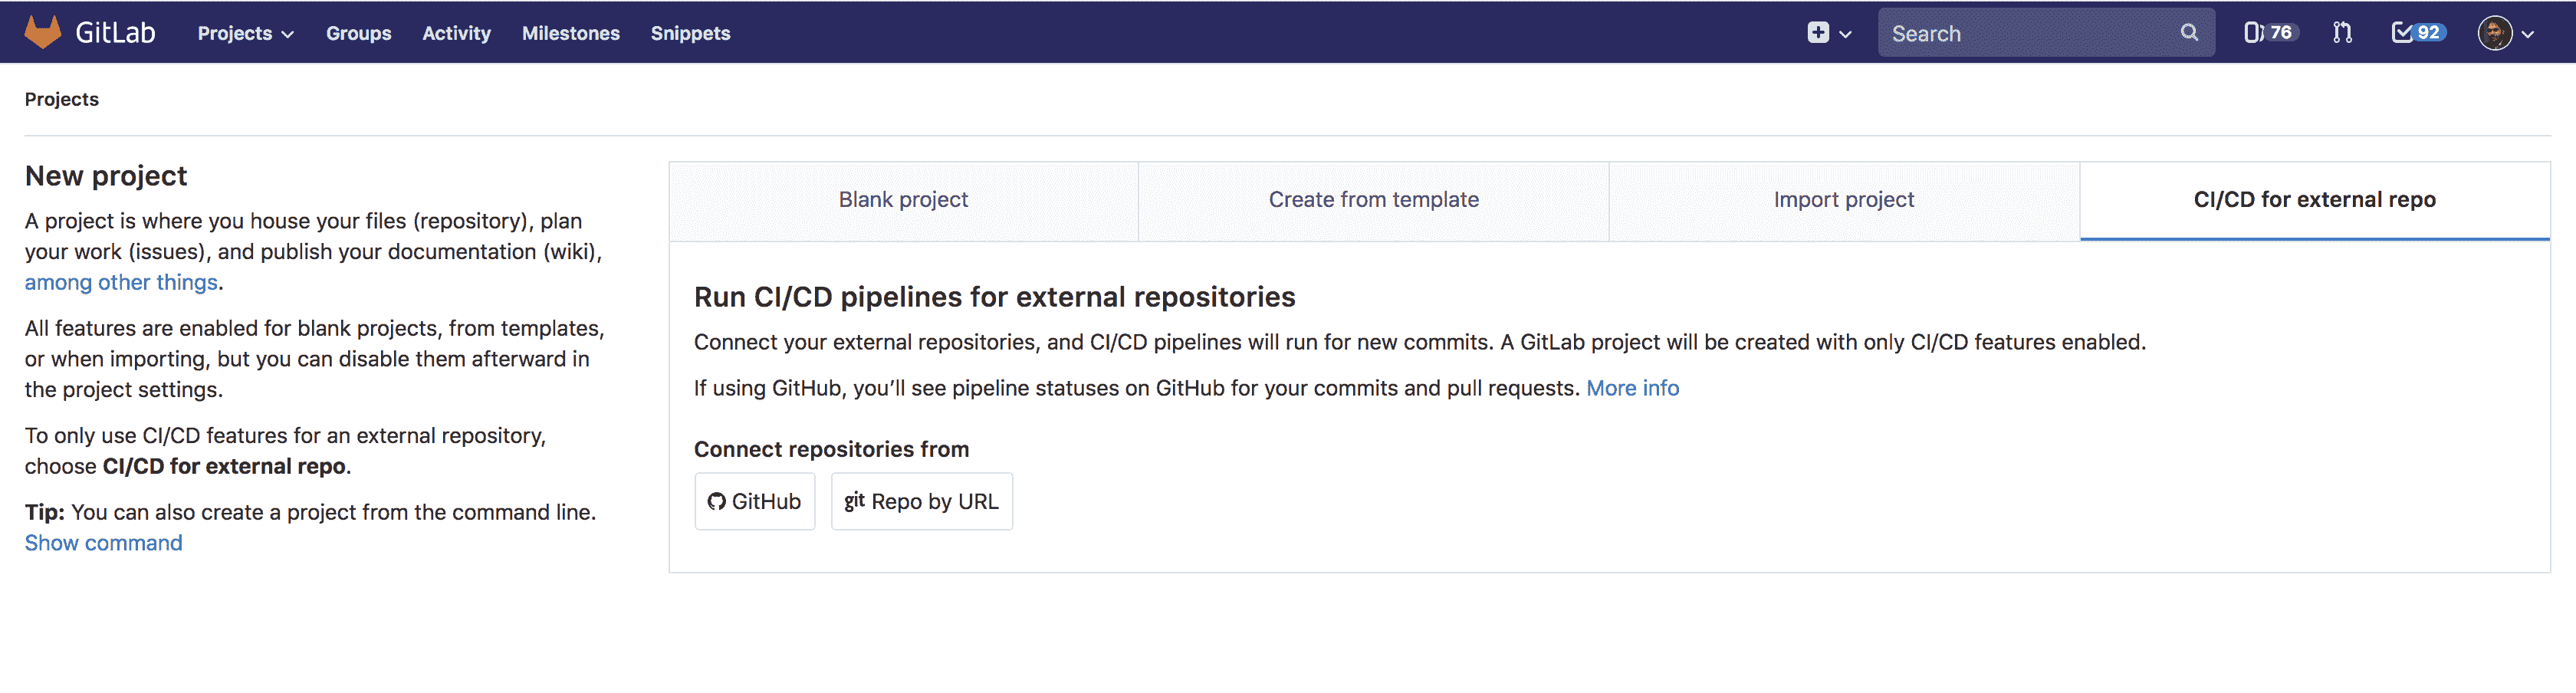 GitLab Projects Groups Activity Milestones Snippets Search 76 92
Projects
New project
A project is where you house your files (repository), plan
your work (issues), and publish your documentation (wiki),
among other things.
All features are enabled for blank projects, from templates,
or when importing, but you can disable them afterward in
the project settings.
To only use CI/CD features for an external repository,
choose CI/CD for external repo.
Tip: You can also create a project from the command line.
Show command
Blank project Create from template Import project CI/CD for external repo
Run CI/CD pipelines for external repositories
Connect your external repositories, and CI/CD pipelines will run for new commits. A GitLab project will be created with only CI/CD features enabled.
If using GitHub, you’ll see pipeline statuses on GitHub for your commits and pull requests. More info
Connect repositories from
GitHub git Repo by URL